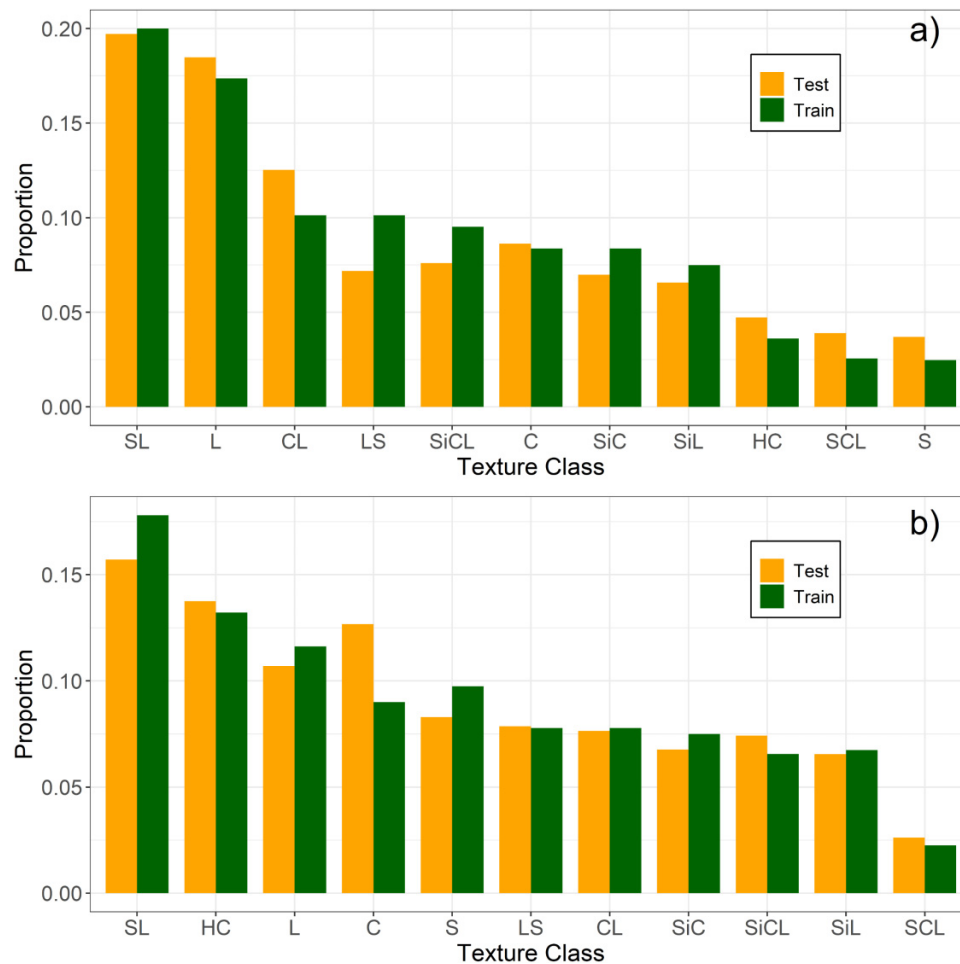 a)
Test
Train
Proportion
0.20
0.15
0.10
0.05
0.00
SL L CL LS SiCL C SiC SiL HC SCL S
Texture Class
b)
Test
Train
Proportion
0.15
0.10
0.05
0.00
SL HC L C S LS CL SiC SiCL SiL SCL
Texture Class